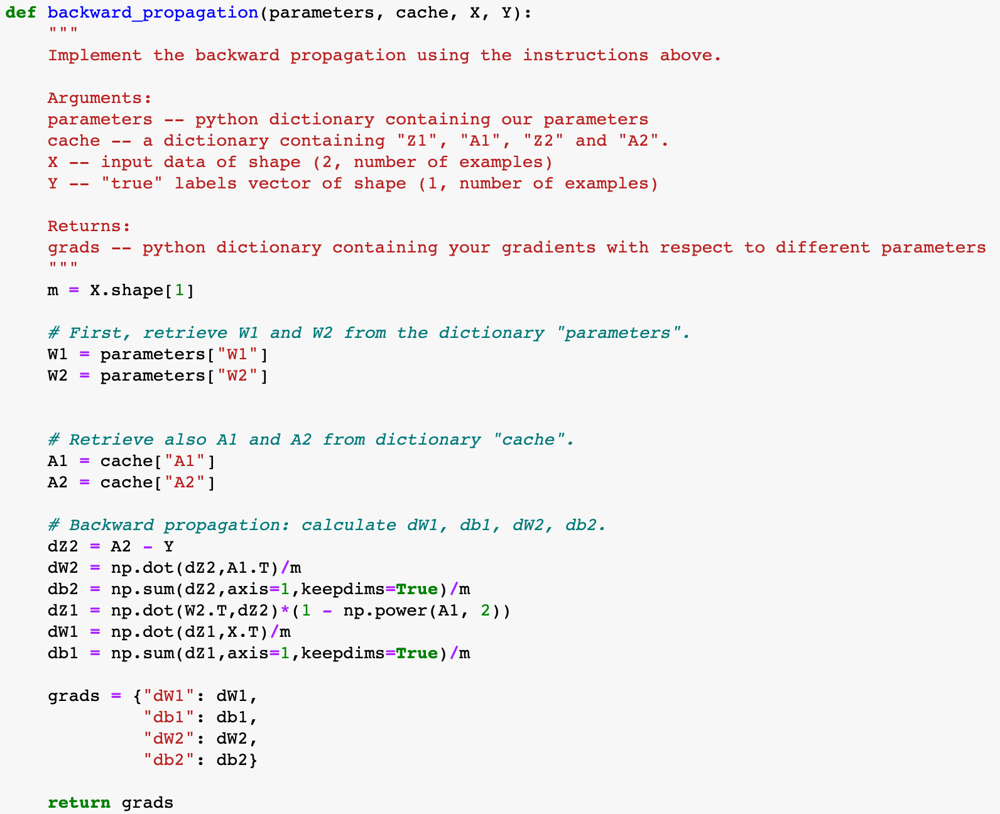 def backward_propagation(parameters, cache, X, Y):
    """
    Implement the backward propagation using the instructions above.

    Arguments:
    parameters -- python dictionary containing our parameters
    cache -- a dictionary containing "Z1", "A1", "Z2" and "A2".
    X -- input data of shape (2, number of examples)
    Y -- "true" labels vector of shape (1, number of examples)

    Returns:
    grads -- python dictionary containing your gradients with respect to different parameters
    """
    m = X.shape[1]

    # First, retrieve W1 and W2 from the dictionary "parameters".
    W1 = parameters["W1"]
    W2 = parameters["W2"]


    # Retrieve also A1 and A2 from dictionary "cache".
    A1 = cache["A1"]
    A2 = cache["A2"]

    # Backward propagation: calculate dW1, db1, dW2, db2.
    dZ2 = A2 - Y
    dW2 = np.dot(dZ2,A1.T)/m
    db2 = np.sum(dZ2,axis=1,keepdims=True)/m
    dZ1 = np.dot(W2.T,dZ2)*(1 - np.power(A1, 2))
    dW1 = np.dot(dZ1,X.T)/m
    db1 = np.sum(dZ1,axis=1,keepdims=True)/m

    grads = {"dW1": dW1,
             "db1": db1,
             "dW2": dW2,
             "db2": db2}

    return grads